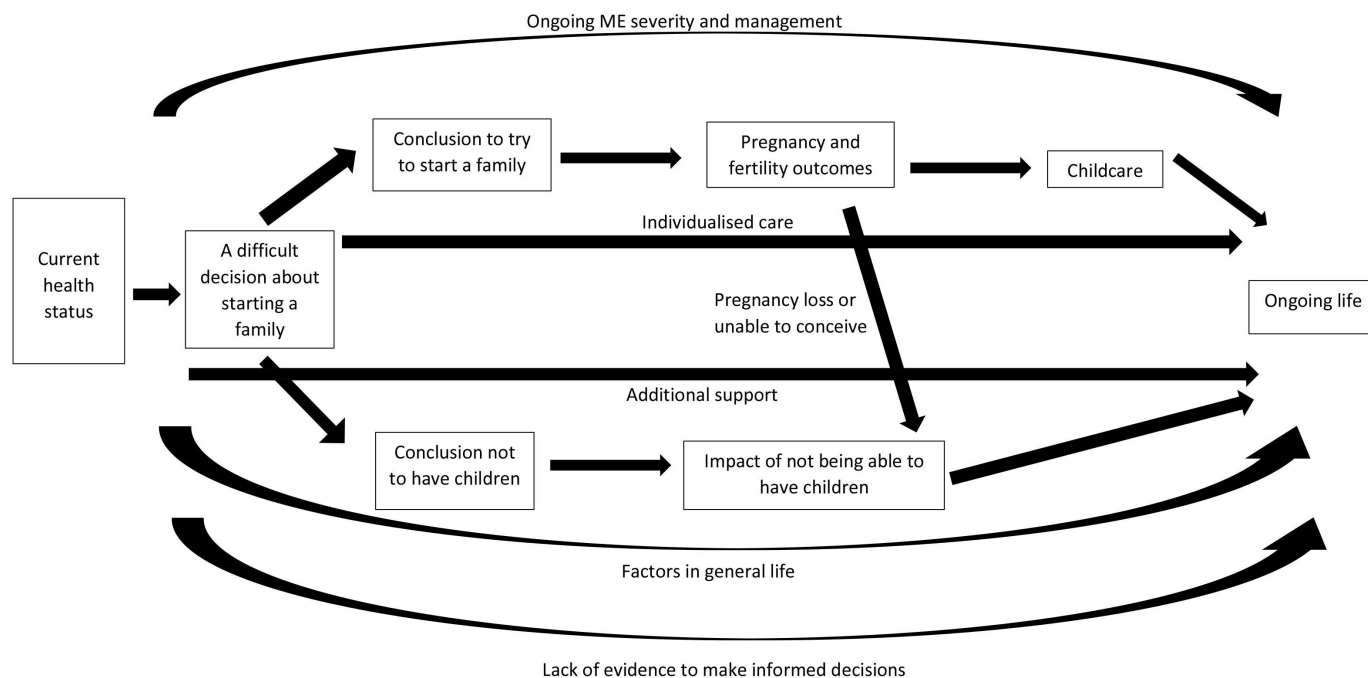 Ongoing ME severity and management
Conclusion to try
to start a family
Pregnancy and
fertility outcomes
Childcare
Current
health
status
A difficult
decision about
starting a
family
Individualised care
Pregnancy loss or
unable to conceive
Ongoing life
Additional support
Conclusion not
to have children
Impact of not being able to
have children
Factors in general life
Lack of evidence to make informed decisions